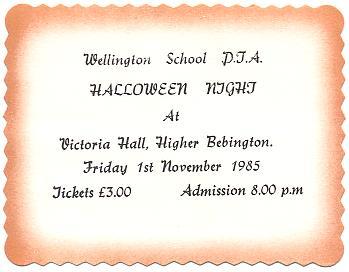 Wellington School P.T.A.
HALLOWEEN NIGHT
At
Victoria Hall, Higher Bebington.
Friday 1st November 1985
Tickets £3.00 Admission 8.00 p.m